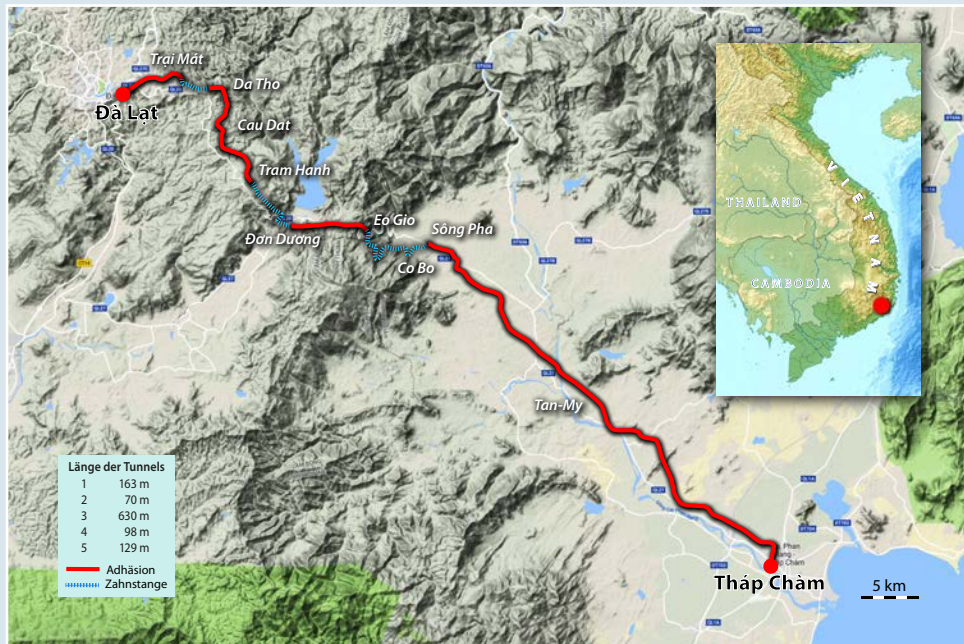 Trại Mát
Da Tho
Đà Lạt
Cau Dat
Tram Hanh
Eo Gio
Đơn Dương
Sông Pha
Co Bo
Tan-My
Tháp Chàm
5 km
VIETNAM
THAILAND
CAMBODIA
Länge der Tunnels
1 163 m
2 70 m
3 630 m
4 98 m
5 129 m
Adhäsion
Zahnstange